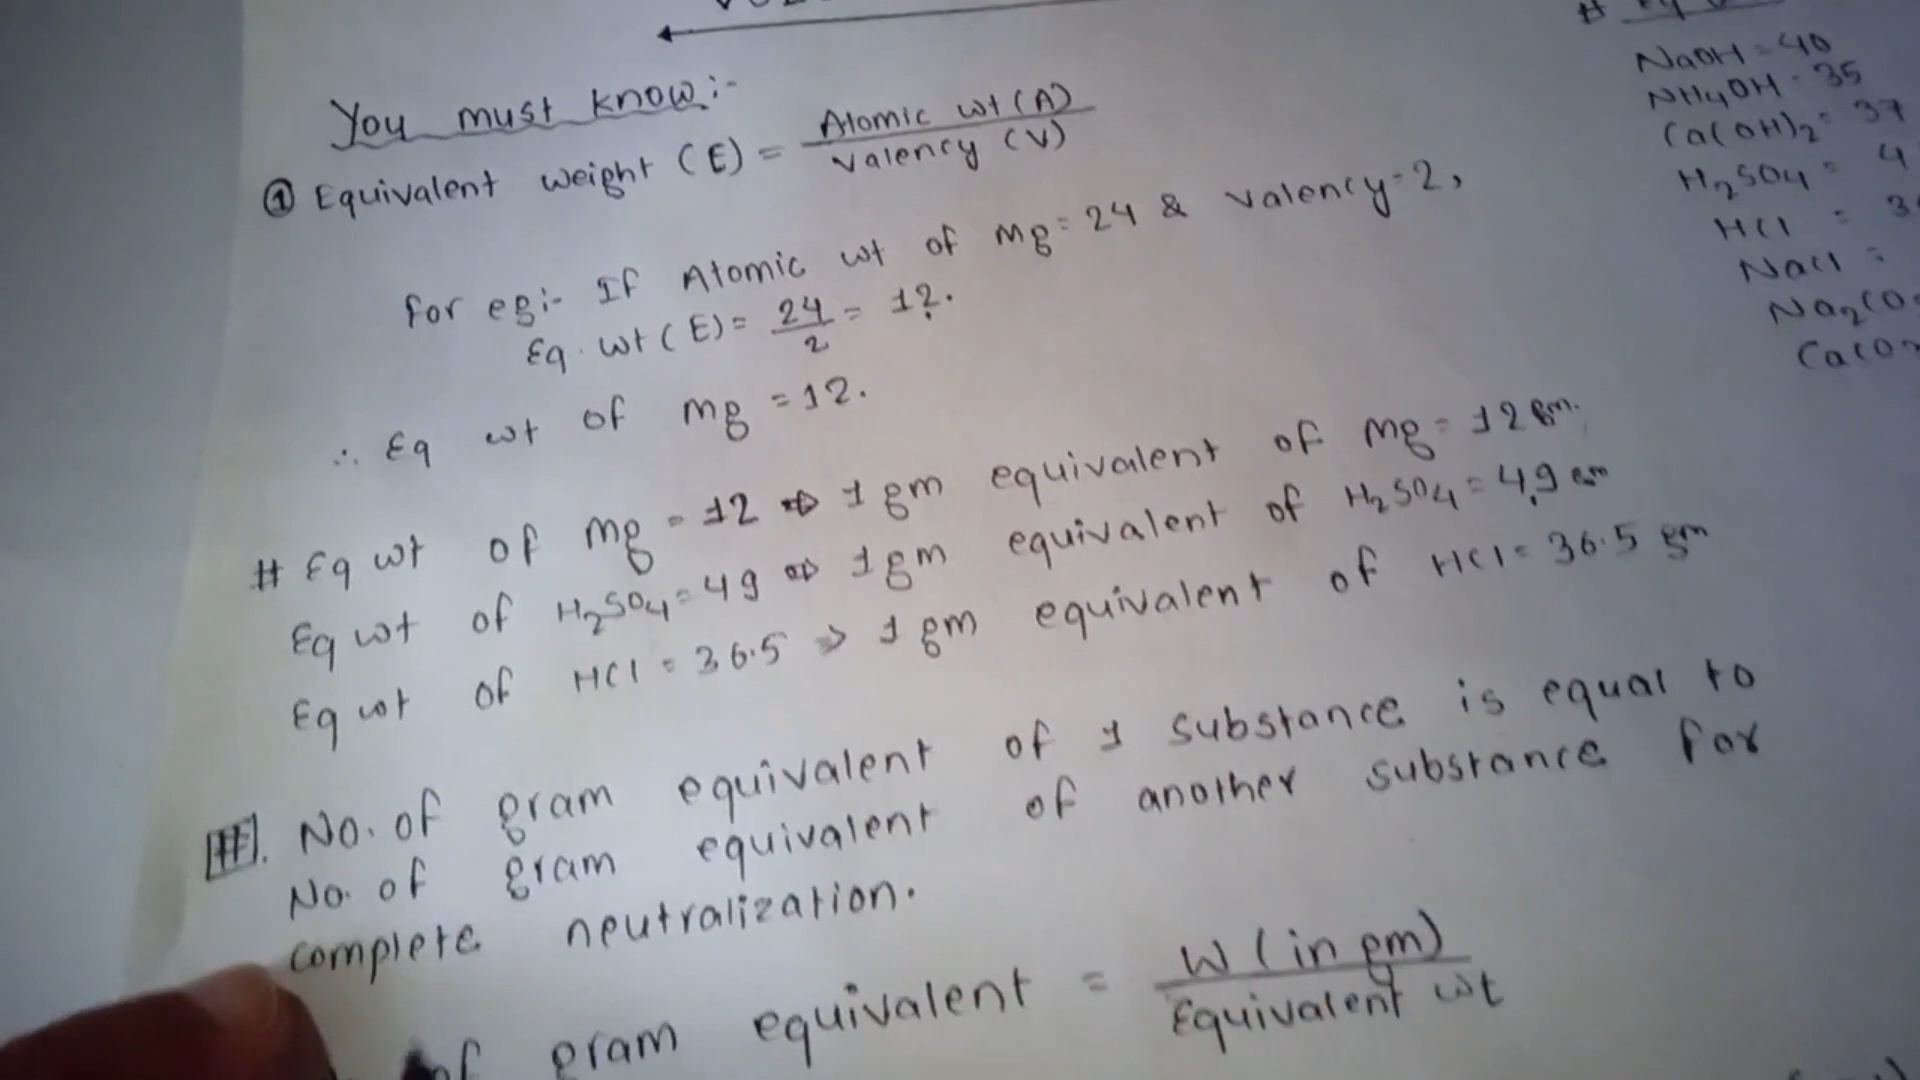 You must know:-
① Equivalent weight (E) = Atomic wt (A) / Valency (V)
For eg:- If Atomic wt of Mg = 24 & valency = 2,
Eq. wt (E) = 24/2 = 12.
∴ Eq wt of Mg = 12.
# Eq wt of Mg = 12 ⇒ 1 gm equivalent of Mg = 12 gm.
Eq wt of H₂SO₄ = 49 ⇒ 1 gm equivalent of H₂SO₄ = 49 gm
Eq wt of HCl = 36.5 ⇒ 1 gm equivalent of HCl = 36.5 gm
#. No. of gram equivalent of 1 substance is equal to
No. of gram equivalent of another substance for
complete neutralization.
of gram equivalent = W (in gm) / Equivalent wt
#
NaOH = 40
NH₄OH = 35
Ca(OH)₂ = 37
H₂SO₄ = 4
HCl = 3
NaCl =
Na₂CO
CaCO